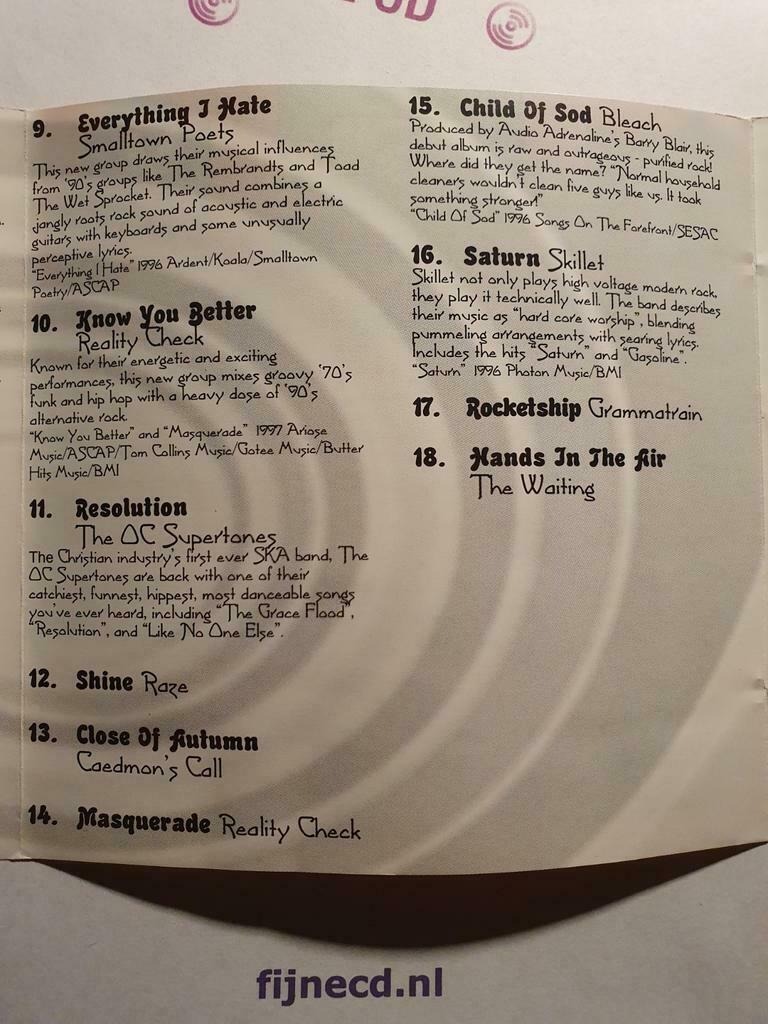 CD
9. Everything I Hate
Smalltown Poets
This new group draws their musical influences
from '90's groups like The Rembrandts and Toad
The Wet Sprocket. Their sound combines a
jangly roots rock sound of acoustic and electric
guitars with keyboards and some unusually
perceptive lyrics.
"Everything I Hate" 1996 Ardent/Koala/Smalltown
Poetry/ASCAP
10. Know You Better
Reality Check
Known for their energetic and exciting
performances, this new group mixes groovy '70's
funk and hip hop with a heavy dose of '90's
alternative rock.
"Know You Better" and "Masquerade" 1997 Ariose
Music/ASCAP/Tom Collins Music/Gotee Music/Butter
Hits Music/BMI
11. Resolution
The OC Supertones
The Christian industry's first ever SKA band, The
OC Supertones are back with one of their
catchiest, funnest, hippest, most danceable songs
you've ever heard, including "The Grace Flood",
"Resolution", and "Like No One Else".
12. Shine Raze
13. Close Of Autumn
Caedmon's Call
14. Masquerade Reality Check
15. Child Of Sod Bleach
Produced by Audio Adrenaline's Barry Blair, this
debut album is raw and outrageous - purified rock!
Where did they get the name? "Normal household
cleaners wouldn't clean five guys like us. It took
something stronger!"
"Child Of Sod" 1996 Songs On The Forefront/SESAC
16. Saturn Skillet
Skillet not only plays high voltage modern rock,
they play it technically well. The band describes
their music as "hard core worship", blending
pummeling arrangements with searing lyrics.
Includes the hits "Saturn" and "Gasoline".
"Saturn" 1996 Photon Music/BMI
17. Rocketship Grammatrain
18. Hands In The Air
The Waiting
fijnecd.nl